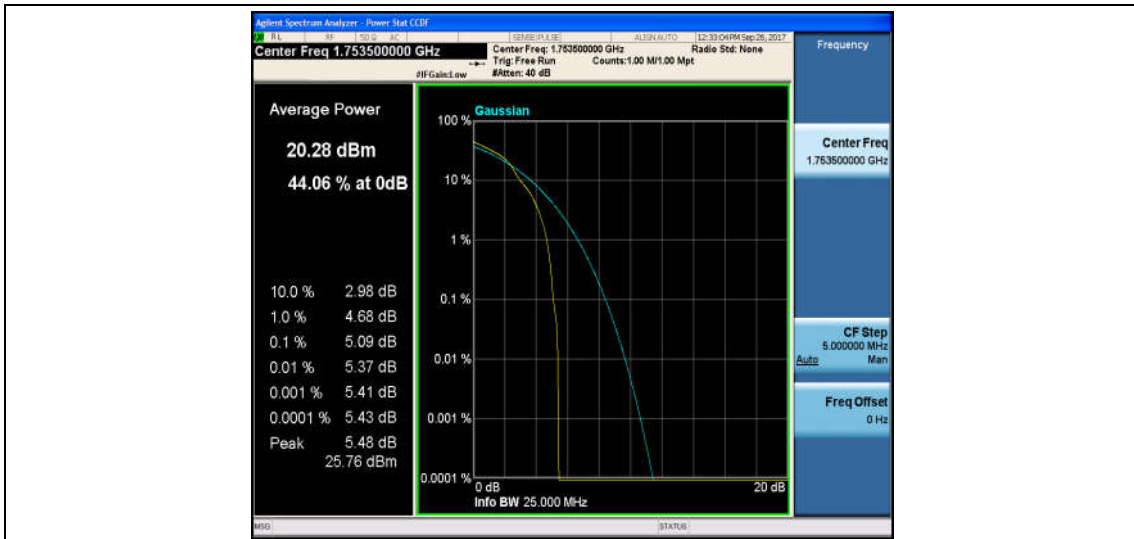 Agilent Spectrum Analyzer - Power Stat CCDF
RL RF 50 Ω AC SENSE:PULSE ALIGNAUTO 12:33:04 PM Sep 26, 2017
Center Freq 1.753500000 GHz
Center Freq: 1.753500000 GHz Radio Std: None
Trig: Free Run Counts:1.00 M/1.00 Mpt
#IFGain:Low #Atten: 40 dB
Frequency
Average Power
20.28 dBm
44.06 % at 0dB
10.0 % 2.98 dB
1.0 % 4.68 dB
0.1 % 5.09 dB
0.01 % 5.37 dB
0.001 % 5.41 dB
0.0001 % 5.43 dB
Peak 5.48 dB
25.76 dBm
Gaussian
100 %
10 %
1 %
0.1 %
0.01 %
0.001 %
0.0001 %
0 dB 20 dB
Info BW 25.000 MHz
Center Freq
1.753500000 GHz
CF Step
5.000000 MHz
Auto Man
Freq Offset
0 Hz
MSG STATUS